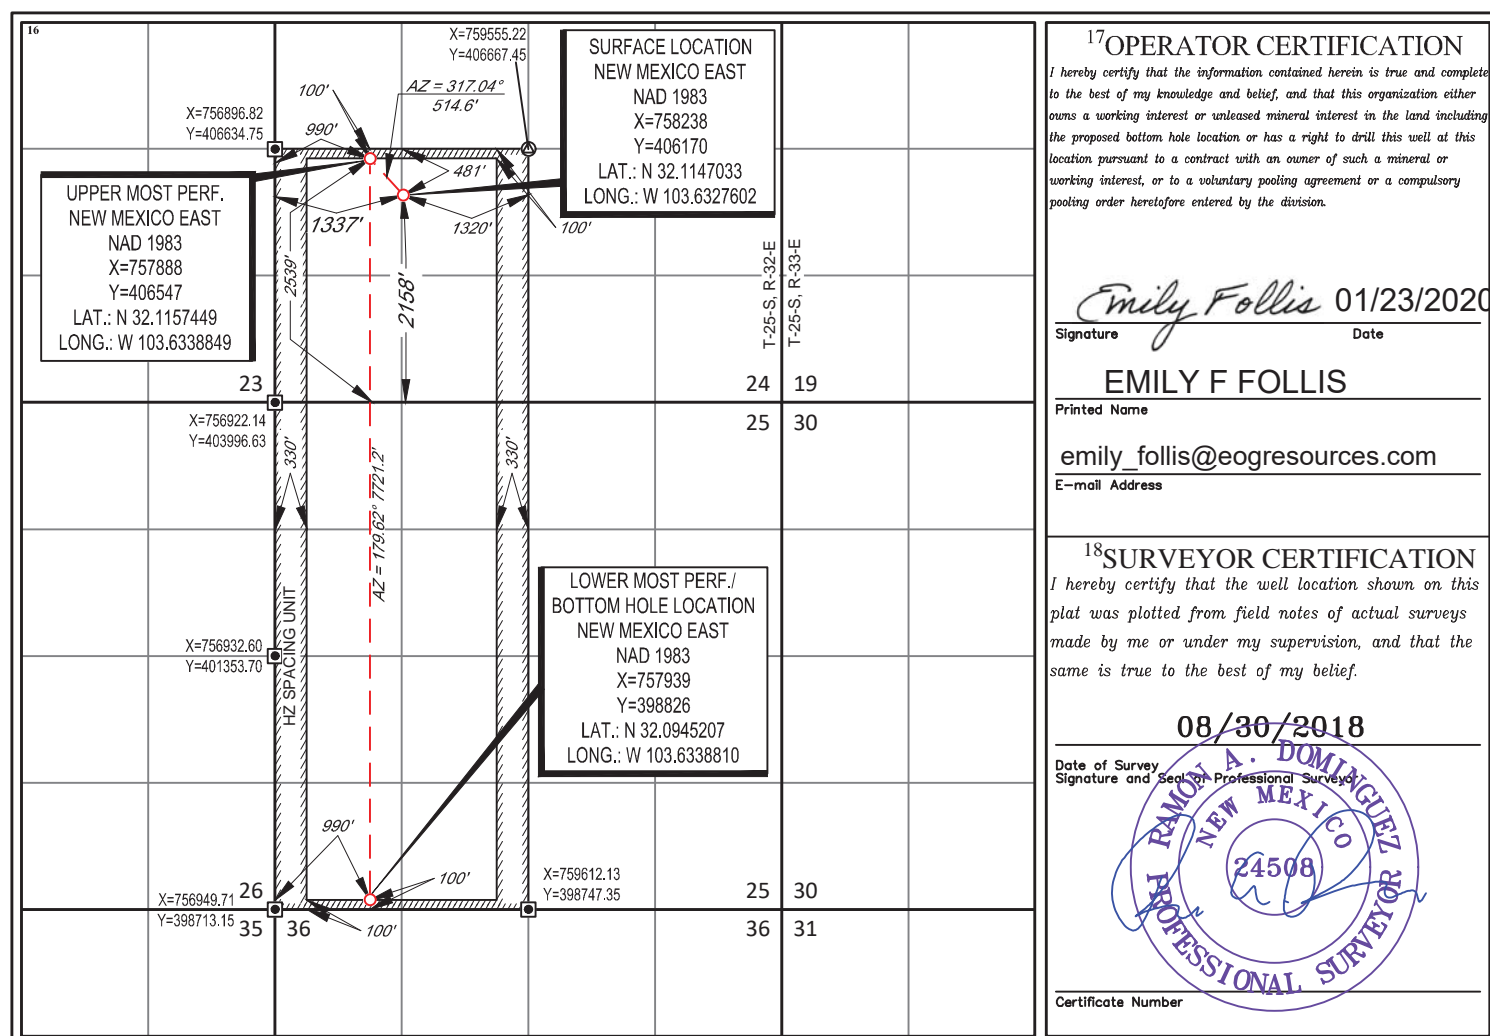 16
X=759555.22
Y=406667.45
AZ = 317.04°
514.6'
100'
X=756896.82
Y=406634.75
990'
SURFACE LOCATION
NEW MEXICO EAST
NAD 1983
X=758238
Y=406170
LAT.: N 32.1147033
LONG.: W 103.6327602
481'
UPPER MOST PERF.
NEW MEXICO EAST
NAD 1983
X=757888
Y=406547
LAT.: N 32.1157449
LONG.: W 103.6338849
1337'
1320'
100'
2539'
2158'
T-25-S, R-32-E
T-25-S, R-33-E
23
24 19
X=756922.14
Y=403996.63
25 30
330'
330'
AZ = 179.62° 7721.2'
HZ SPACING UNIT
X=756932.60
Y=401353.70
LOWER MOST PERF./
BOTTOM HOLE LOCATION
NEW MEXICO EAST
NAD 1983
X=757939
Y=398826
LAT.: N 32.0945207
LONG.: W 103.6338810
990'
100'
X=759612.13
Y=398747.35
X=756949.71
Y=398713.15
26
25 30
35 36
100'
36 31
17OPERATOR CERTIFICATION
I hereby certify that the information contained herein is true and complete
to the best of my knowledge and belief, and that this organization either
owns a working interest or unleased mineral interest in the land including
the proposed bottom hole location or has a right to drill this well at this
location pursuant to a contract with an owner of such a mineral or
working interest, or to a voluntary pooling agreement or a compulsory
pooling order heretofore entered by the division.
Emily Follis 01/23/2020
Signature Date
EMILY F FOLLIS
Printed Name
emily_follis@eogresources.com
E-mail Address
18SURVEYOR CERTIFICATION
I hereby certify that the well location shown on this
plat was plotted from field notes of actual surveys
made by me or under my supervision, and that the
same is true to the best of my belief.
08/30/2018
Date of Survey
Signature and Seal of Professional Surveyor
RAMON A. DOMINGUEZ
NEW MEXICO
24508
PROFESSIONAL SURVEYOR
Certificate Number